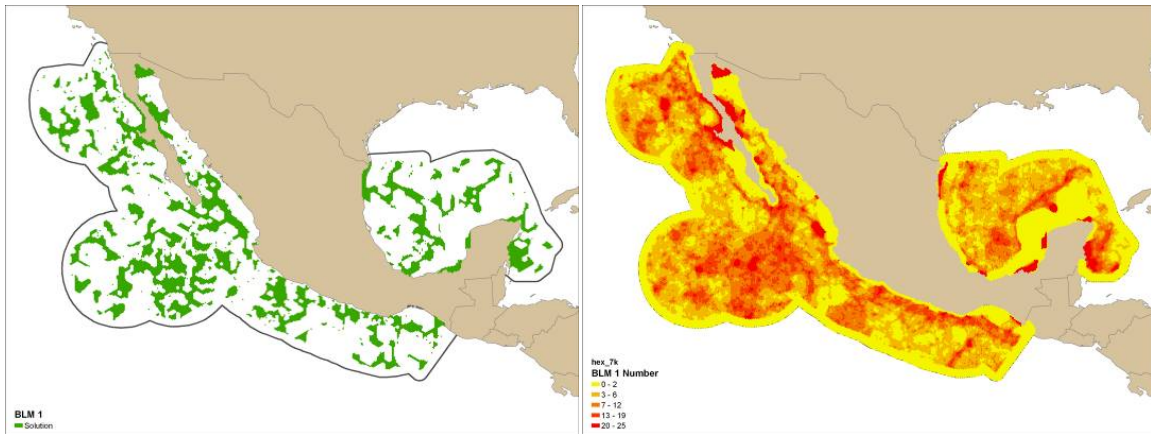 BLM 1
Solution
hex_7k
BLM 1 Number
0 - 2
3 - 6
7 - 12
13 - 19
20 - 25